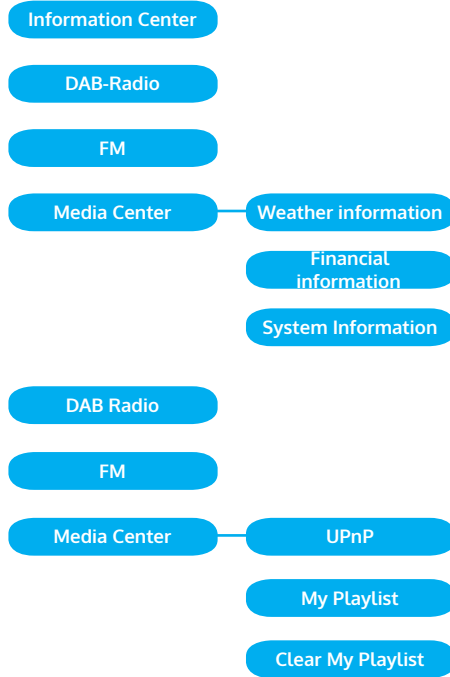 Information Center
DAB-Radio
FM
Media Center
Weather information
Financial
information
System Information
DAB Radio
FM
Media Center
UPnP
My Playlist
Clear My Playlist